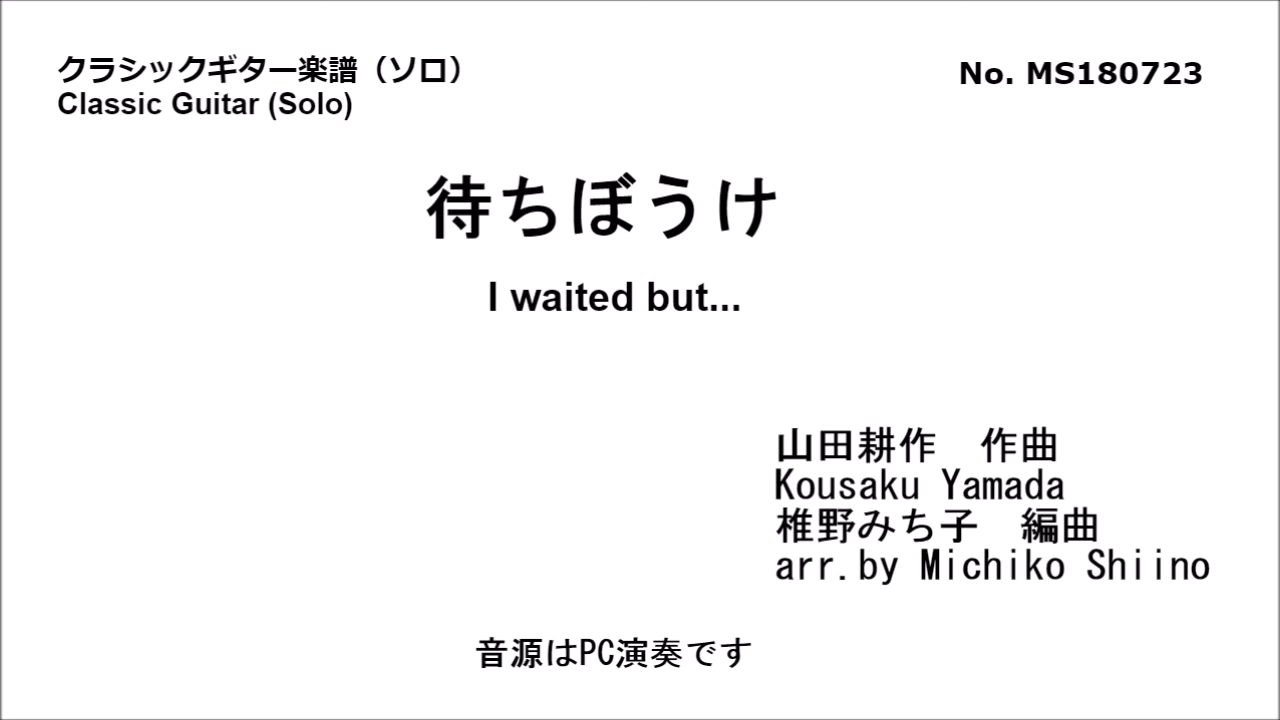 クラシックギター楽譜（ソロ）
Classic Guitar (Solo)
No. MS180723
待ちぼうけ
I waited but...
山田耕作　作曲
Kousaku Yamada
椎野みち子　編曲
arr.by Michiko Shiino
音源はPC演奏です